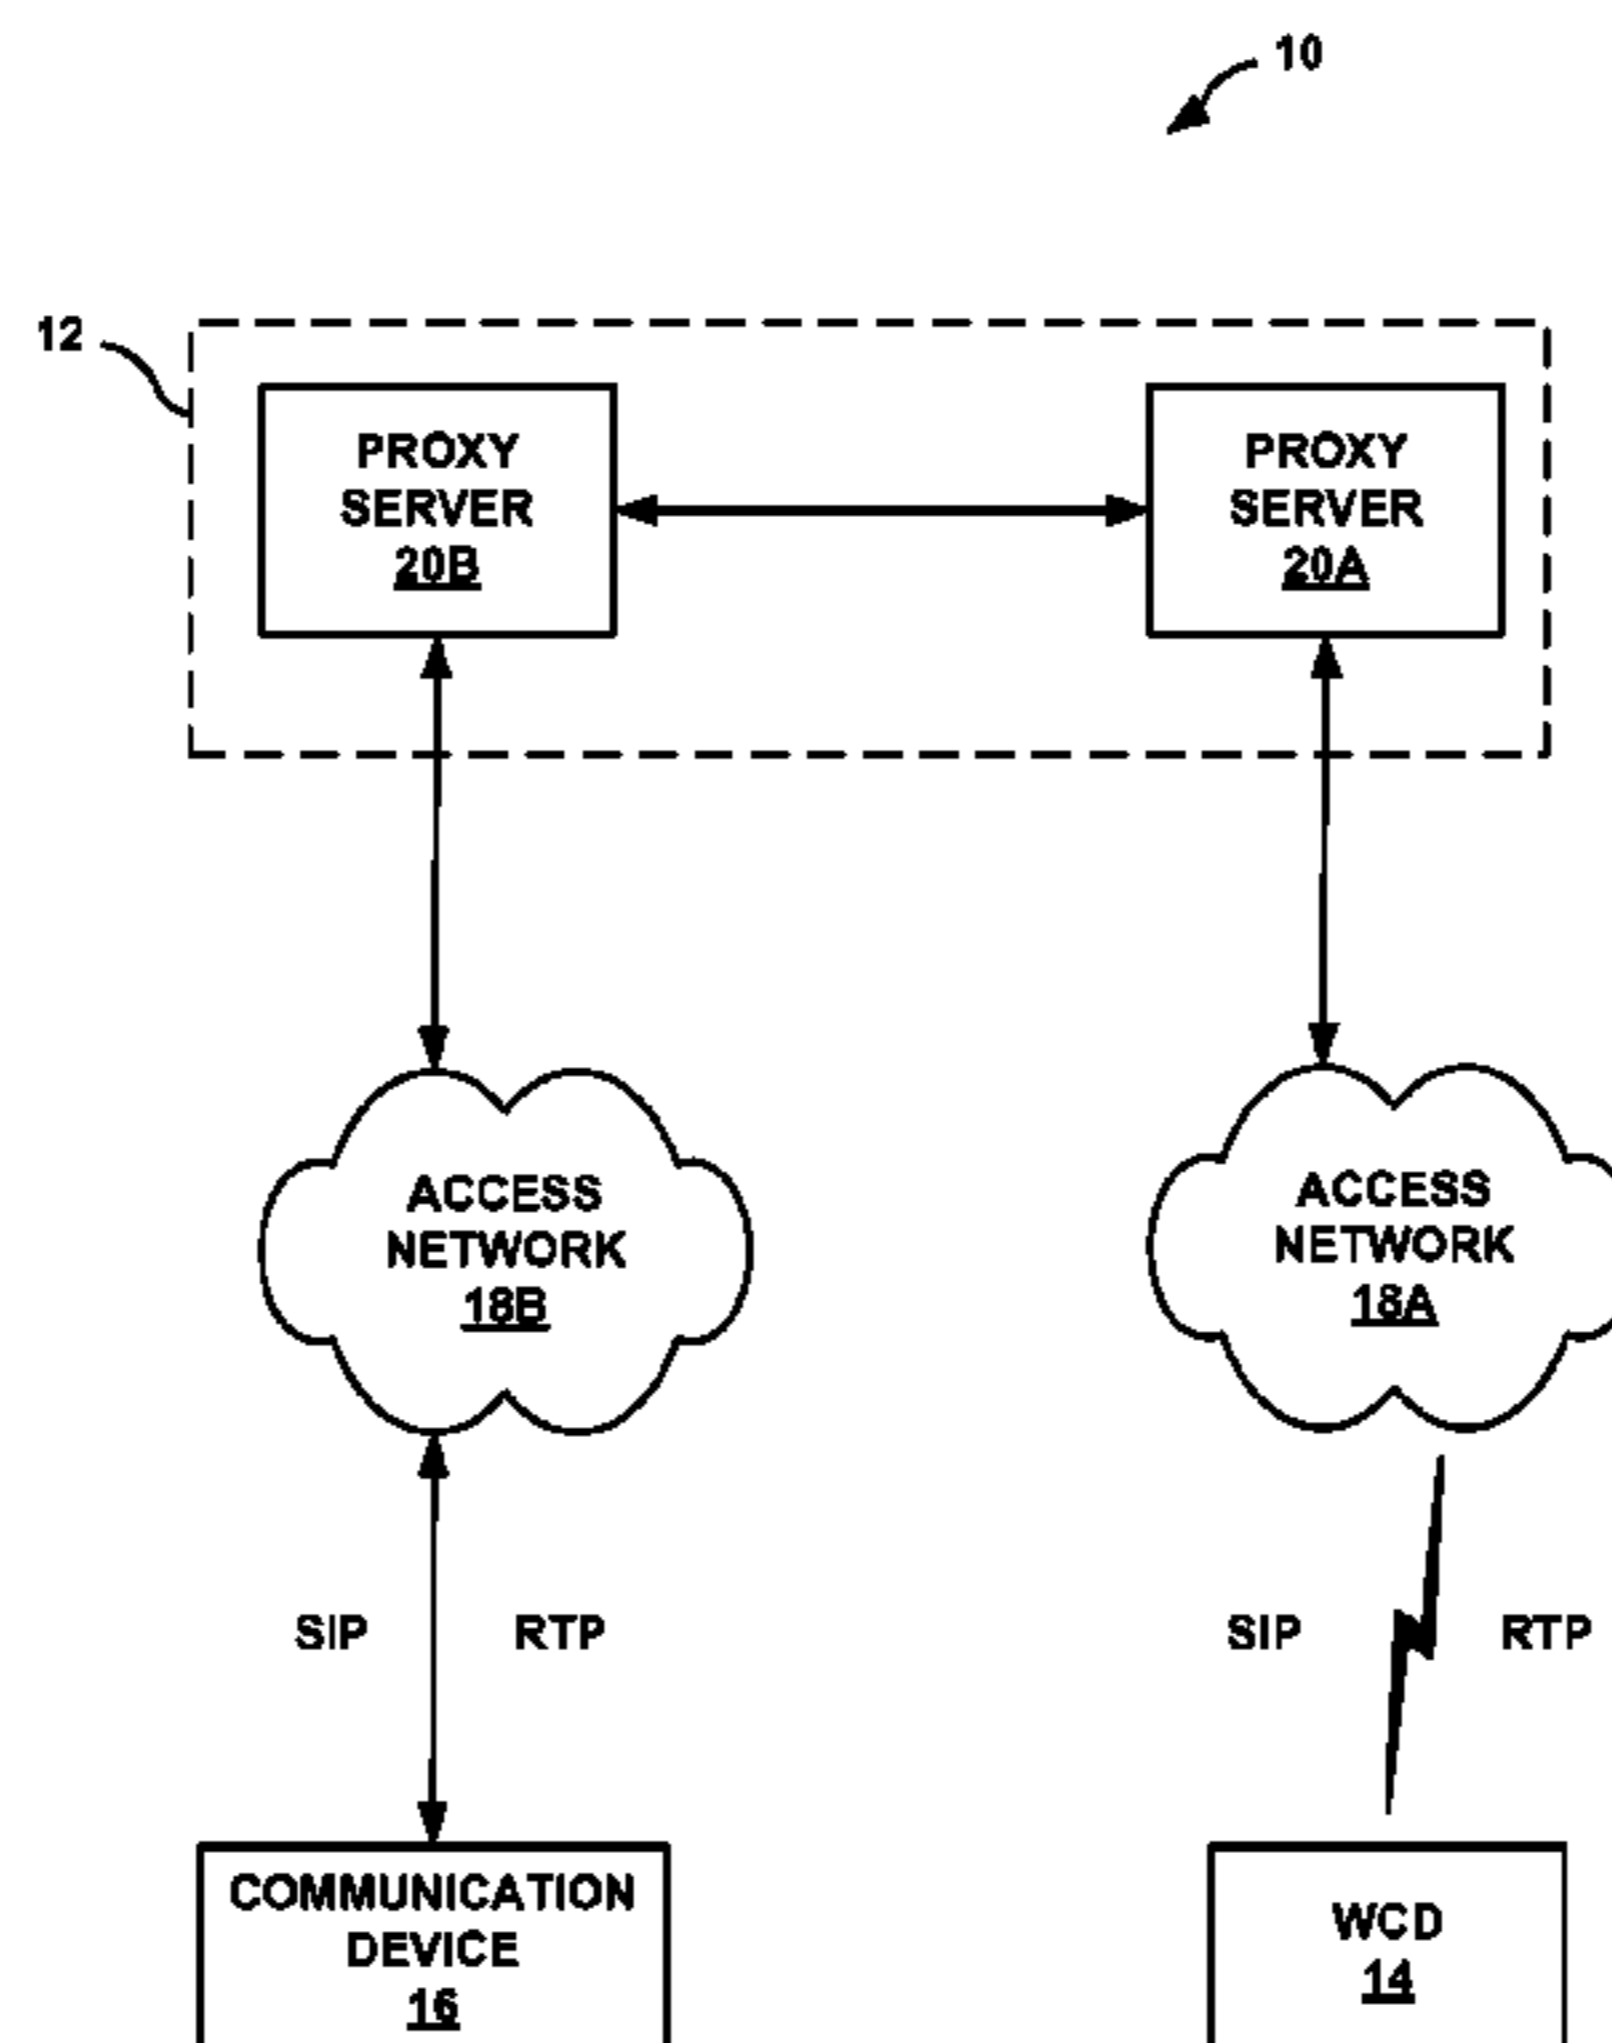 10
12
PROXY
SERVER
20B
PROXY
SERVER
20A
ACCESS
NETWORK
18B
ACCESS
NETWORK
18A
SIP
RTP
SIP
RTP
COMMUNICATION
DEVICE
16
WCD
14